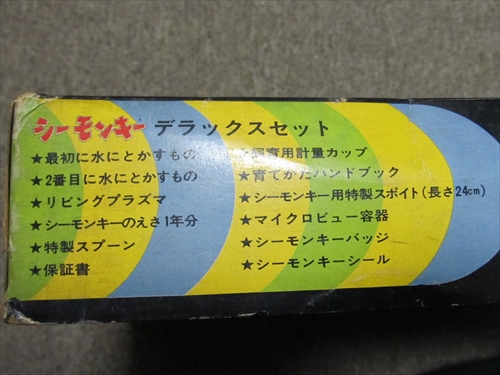 シーモンキー デラックスセット
★最初に水にとかすもの
★2番目に水にとかすもの
★リビングプラズマ
★シーモンキーのえさ1年分
★特製スプーン
★保証書
★飼育用計量カップ
★育てかたハンドブック
★シーモンキー用特製スポイト(長さ24cm)
★マイクロビュー容器
★シーモンキーバッジ
★シーモンキーシール